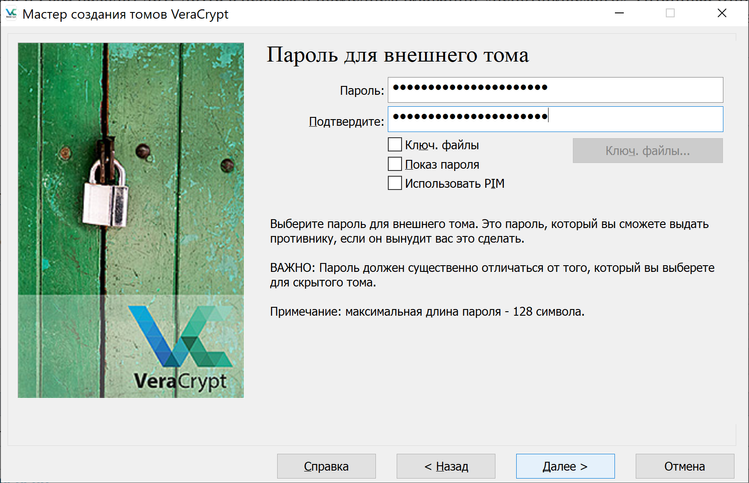 Мастер создания томов VeraCrypt
Пароль для внешнего тома
Пароль: ••••••••••••••••••••••
Подтвердите: ••••••••••••••••••••••
Ключ. файлы
Ключ. файлы...
Показ пароля
Использовать PIM
Выберите пароль для внешнего тома. Это пароль, который вы сможете выдать
противнику, если он вынудит вас это сделать.
ВАЖНО: Пароль должен существенно отличаться от того, который вы выберете
для скрытого тома.
Примечание: максимальная длина пароля - 128 символа.
VeraCrypt
Справка
< Назад
Далее >
Отмена